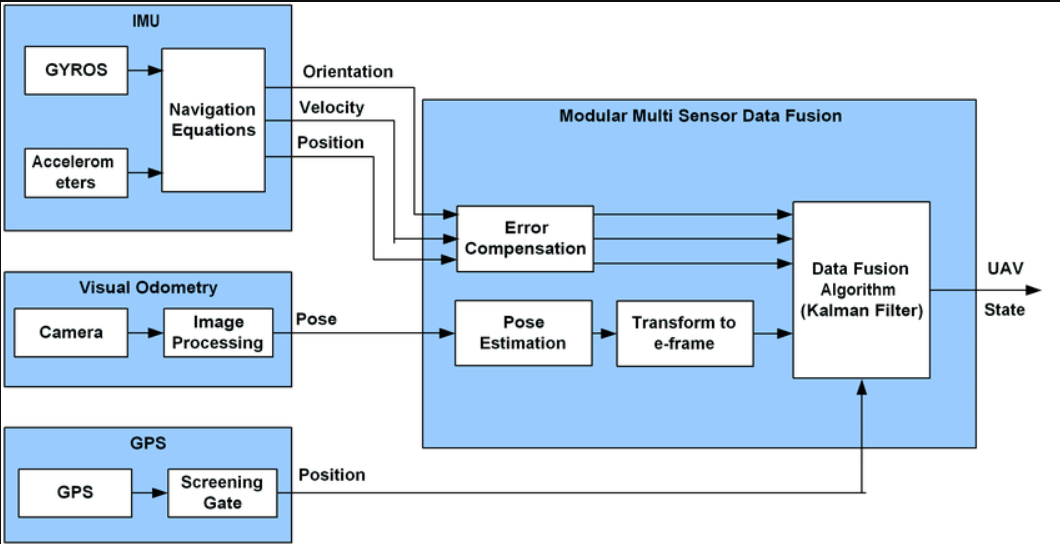 IMU
GYROS
Accelerom
eters
Navigation
Equations
Orientation
Velocity
Position
Modular Multi Sensor Data Fusion
Error
Compensation
Data Fusion
Algorithm
(Kalman Filter)
UAV
State
Visual Odometry
Camera
Image
Processing
Pose
Pose
Estimation
Transform to
e-frame
GPS
GPS
Screening
Gate
Position